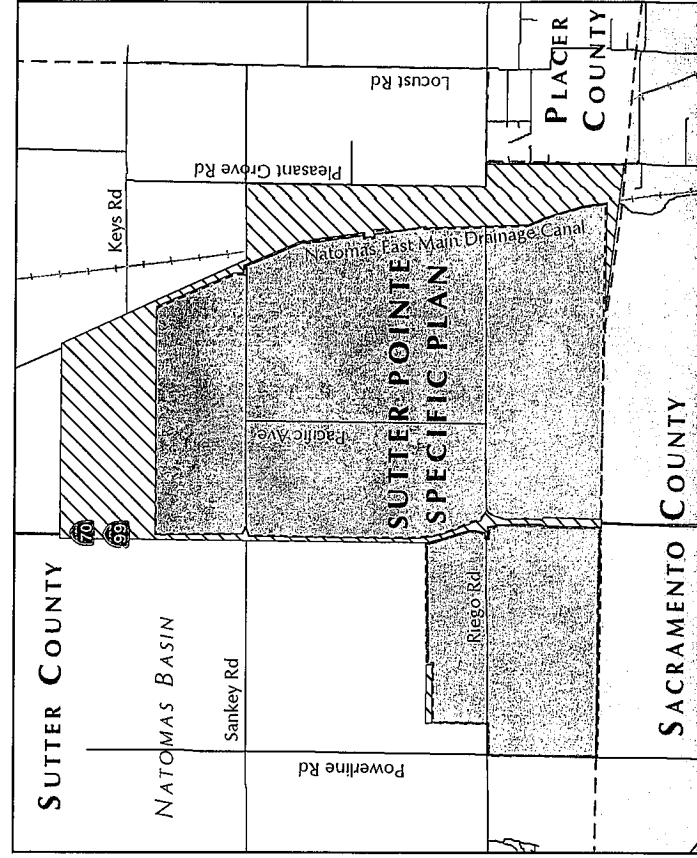 SUTTER COUNTY
70
99
NATOMAS BASIN
Keys Rd
Sankey Rd
Pleasant Grove Rd
Locust Rd
Powerline Rd
Pacific Ave
Natomas East Main Drainage Canal
SUTTER POINTE
SPECIFIC PLAN
Riego Rd
PLACER
COUNTY
SACRAMENTO COUNTY